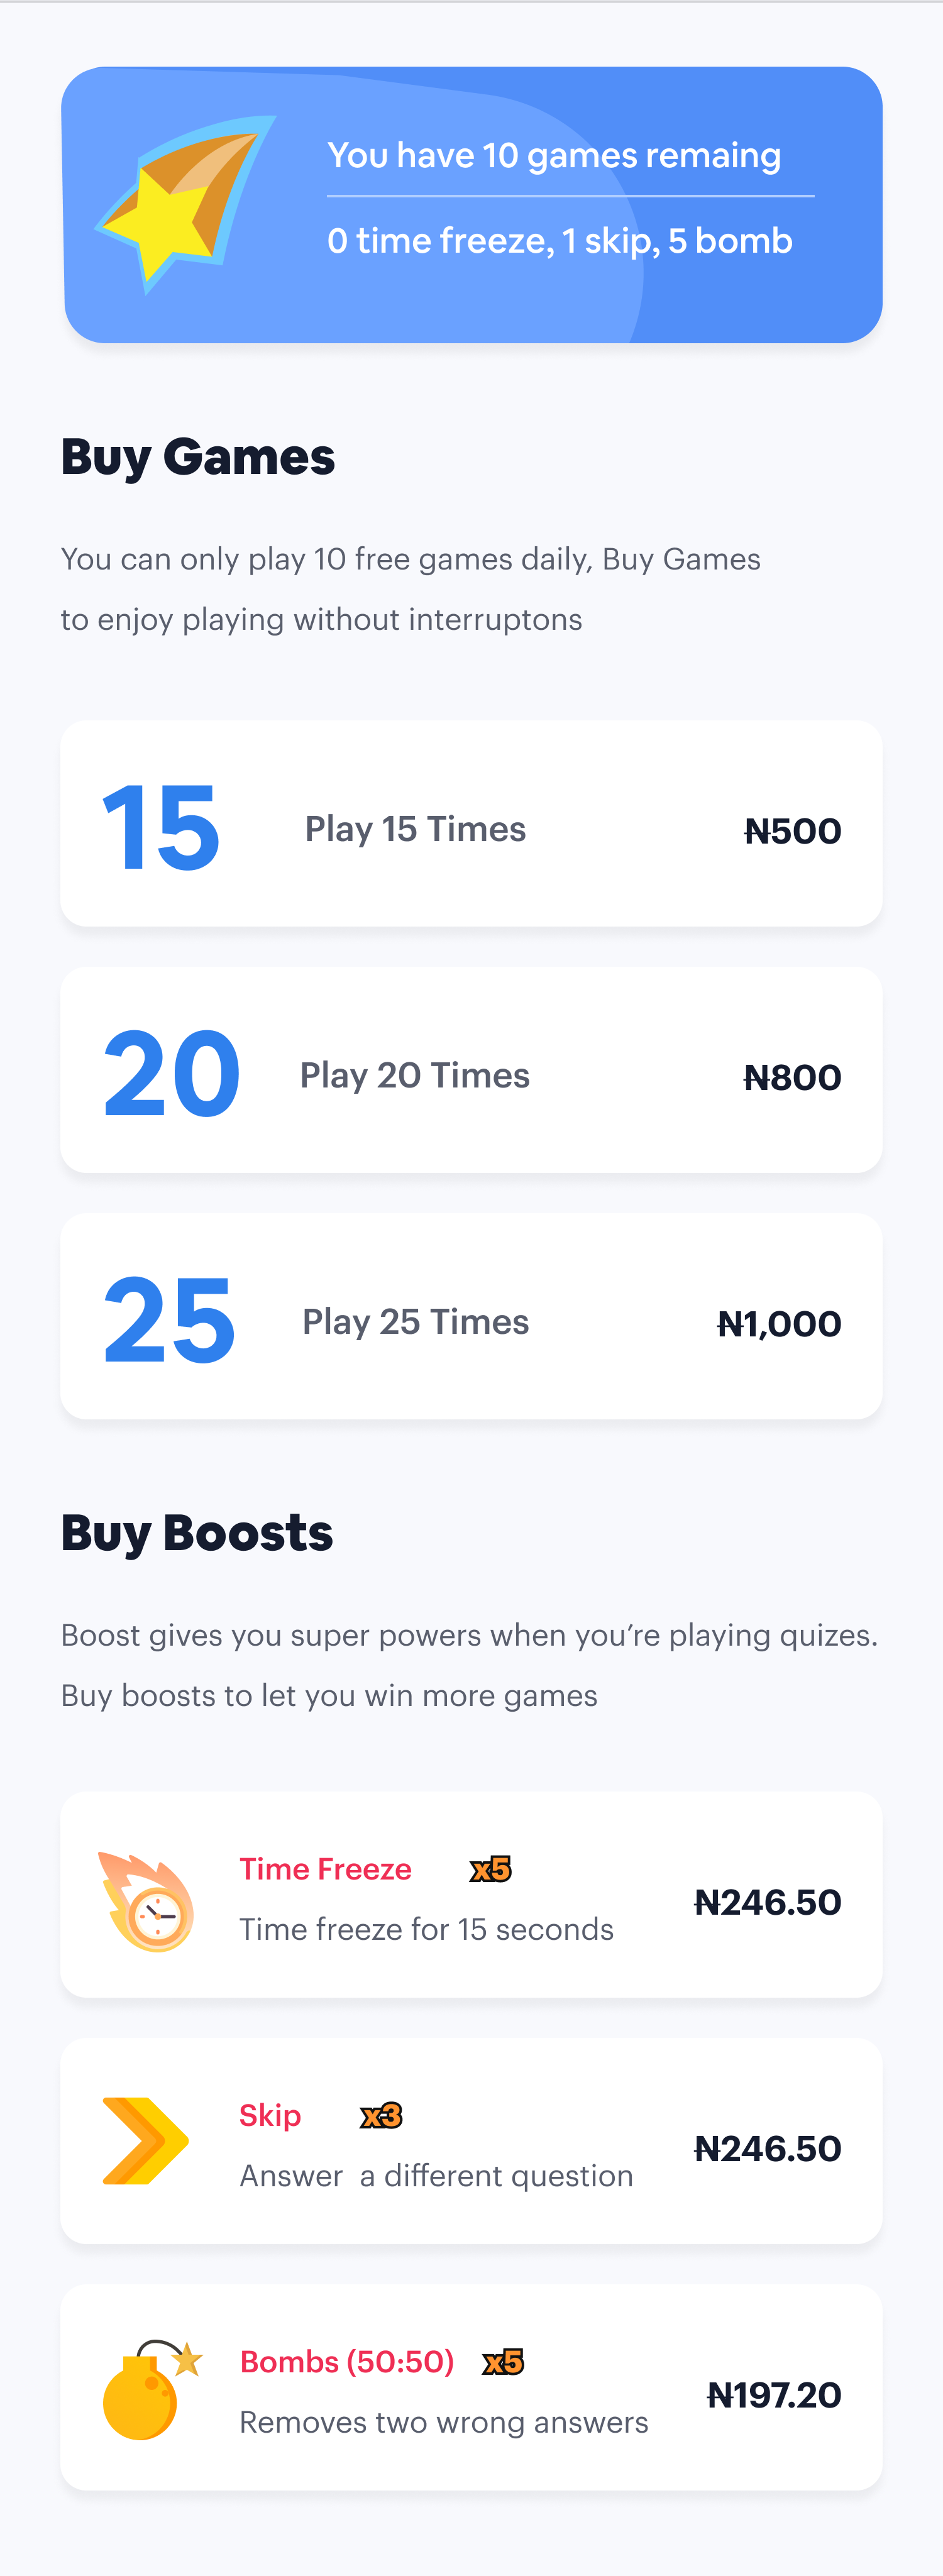 You have 10 games remaing
0 time freeze, 1 skip, 5 bomb
Buy Games
You can only play 10 free games daily, Buy Games
to enjoy playing without interruptons
15 Play 15 Times ₦500
20 Play 20 Times ₦800
25 Play 25 Times ₦1,000
Buy Boosts
Boost gives you super powers when you’re playing quizes.
Buy boosts to let you win more games
Time Freeze x5
Time freeze for 15 seconds
₦246.50
Skip x3
Answer a different question
₦246.50
Bombs (50:50) x5
Removes two wrong answers
₦197.20